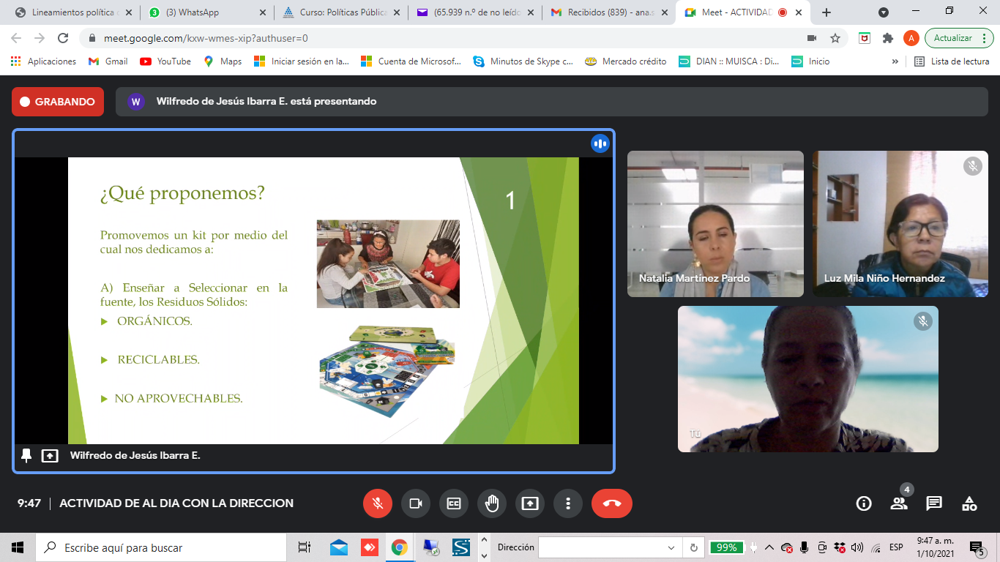 Lineamientos política
(3) WhatsApp
Curso: Políticas Pública
(65.939 n.º de no leído
Recibidos (839) - ana.s
Meet - ACTIVIDAD
meet.google.com/kxw-wmes-xip?authuser=0
A
Actualizar
Aplicaciones
Gmail
YouTube
Maps
Iniciar sesión en la...
Cuenta de Microsof...
Minutos de Skype c...
Mercado crédito
DIAN :: MUISCA : Di...
Inicio
»
Lista de lectura
GRABANDO
W
Wilfredo de Jesús Ibarra E. está presentando
¿Qué proponemos?
1
Promovemos un kit por medio del
cual nos dedicamos a:
A) Enseñar a Seleccionar en la
fuente, los Residuos Sólidos:
ORGÁNICOS.
RECICLABLES.
NO APROVECHABLES.
Wilfredo de Jesús Ibarra E.
Natalia Martínez Pardo
Luz Mila Niño Hernandez
Tú
9:47 | ACTIVIDAD DE AL DIA CON LA DIRECCION
4
Escribe aquí para buscar
Dirección
99%
ESP
9:47 a. m.
1/10/2021
5